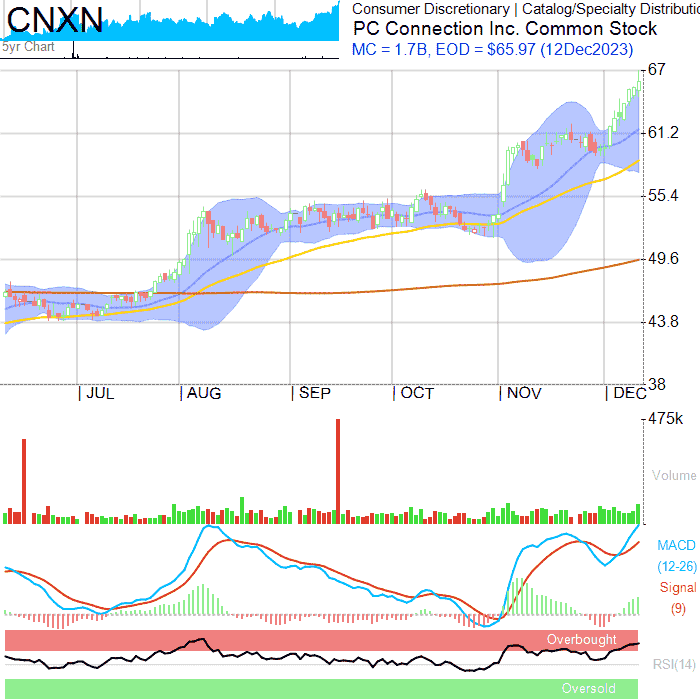 CNXN
5yr Chart
Consumer Discretionary | Catalog/Specialty Distributio
PC Connection Inc. Common Stock
MC = 1.7B, EOD = $65.97 (12Dec2023)
67
61.2
55.4
49.6
43.8
38
| JUL | AUG | SEP | OCT | NOV | DEC
475k
Volume
MACD
(12-26)
Signal
(9)
Overbought
RSI(14)
Oversold